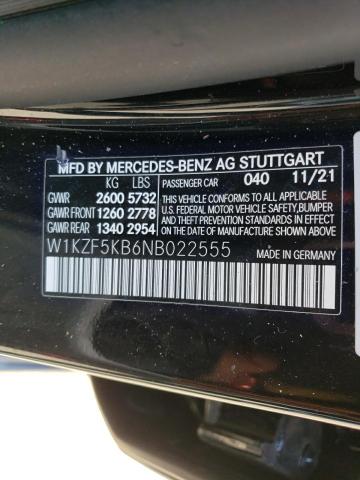 MFD BY MERCEDES-BENZ AG STUTTGART
KG LBS PASSENGER CAR 040 11/21
GVWR 2600 5732 THIS VEHICLE CONFORMS TO ALL APPLICABLE
GAWR FRONT 1260 2778 U.S. FEDERAL MOTOR VEHICLE SAFETY, BUMPER
GAWR REAR 1340 2954 AND THEFT PREVENTION STANDARDS IN EFFECT ON THE DATE OF MANUFACTURE SHOWN ABOVE.
W1KZF5KB6NB022555 MADE IN GERMANY